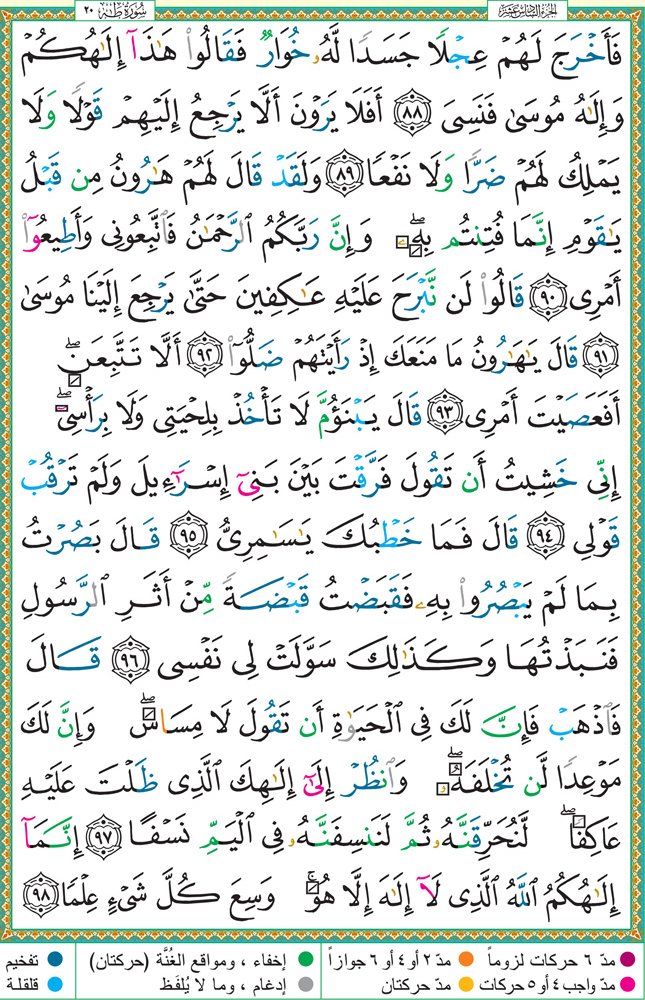 سُورَةُ طٰهٰ ٢٠
الجزء السادس عشر
فَأَخْرَجَ لَهُمْ عِجْلًا جَسَدًا لَّهُۥ خُوَارٌ فَقَالُوا۟ هَـٰذَآ إِلَـٰهُكُمْ
وَإِلَـٰهُ مُوسَىٰ فَنَسِىَ ٨٨ أَفَلَا يَرَوْنَ أَلَّا يَرْجِعُ إِلَيْهِمْ قَوْلًا وَلَا
يَمْلِكُ لَهُمْ ضَرًّا وَلَا نَفْعًا ٨٩ وَلَقَدْ قَالَ لَهُمْ هَـٰرُونُ مِن قَبْلُ
يَـٰقَوْمِ إِنَّمَا فُتِنتُم بِهِۦ ۖ وَإِنَّ رَبَّكُمُ ٱلرَّحْمَـٰنُ فَٱتَّبِعُونِى وَأَطِيعُوٓا۟
أَمْرِى ٩٠ قَالُوا۟ لَن نَّبْرَحَ عَلَيْهِ عَـٰكِفِينَ حَتَّىٰ يَرْجِعَ إِلَيْنَا مُوسَىٰ
٩١ قَالَ يَـٰهَـٰرُونُ مَا مَنَعَكَ إِذْ رَأَيْتَهُمْ ضَلُّوٓا۟ ٩٢ أَلَّا تَتَّبِعَنِ ۖ
أَفَعَصَيْتَ أَمْرِى ٩٣ قَالَ يَبْنَؤُمَّ لَا تَأْخُذْ بِلِحْيَتِى وَلَا بِرَأْسِىٓ ۖ
إِنِّى خَشِيتُ أَن تَقُولَ فَرَّقْتَ بَيْنَ بَنِىٓ إِسْرَٰٓءِيلَ وَلَمْ تَرْقُبْ
قَوْلِى ٩٤ قَالَ فَمَا خَطْبُكَ يَـٰسَـٰمِرِىُّ ٩٥ قَالَ بَصُرْتُ
بِمَا لَمْ يَبْصُرُوا۟ بِهِۦ فَقَبَضْتُ قَبْضَةً مِّنْ أَثَرِ ٱلرَّسُولِ
فَنَبَذْتُهَا وَكَذَٰلِكَ سَوَّلَتْ لِى نَفْسِى ٩٦ قَالَ
فَٱذْهَبْ فَإِنَّ لَكَ فِى ٱلْحَيَوٰةِ أَن تَقُولَ لَا مِسَاسَ ۖ وَإِنَّ لَكَ
مَوْعِدًا لَّن تُخْلَفَهُۥ ۖ وَٱنظُرْ إِلَىٰٓ إِلَـٰهِكَ ٱلَّذِى ظَلْتَ عَلَيْهِ
عَاكِفًا ۖ لَّنُحَرِّقَنَّهُۥ ثُمَّ لَنَنسِفَنَّهُۥ فِى ٱلْيَمِّ نَسْفًا ٩٧ إِنَّمَآ
إِلَـٰهُكُمُ ٱللَّهُ ٱلَّذِى لَآ إِلَـٰهَ إِلَّا هُوَ ۚ وَسِعَ كُلَّ شَىْءٍ عِلْمًا ٩٨
مدّ ٦ حركات لزوماً مدّ ٢ أو ٤ أو ٦ جوازاً إخفاء ، ومواقع الغُنَّة (حركتان) تفخيم
مدّ واجب ٤ أو ٥ حركات مدّ حركتان إدغام ، وما لا يُلفَظ قلقلة